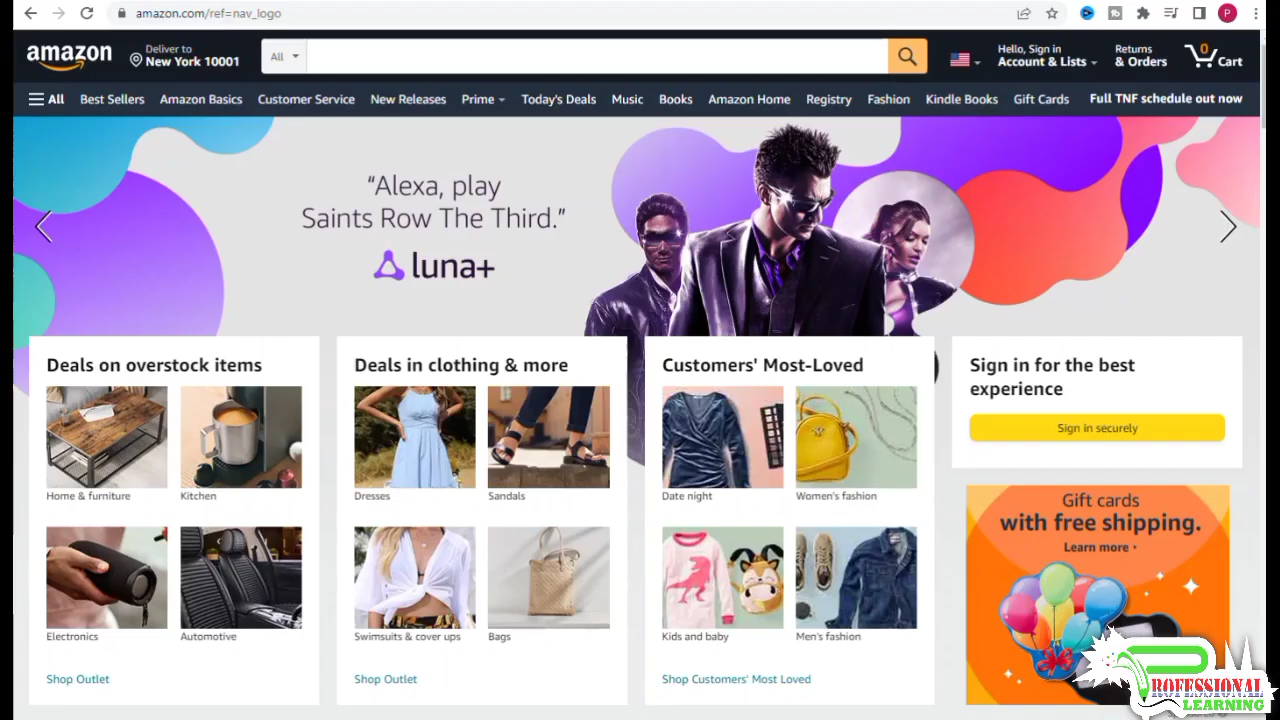 amazon.com/ref=nav_logo
P
amazon
Deliver to
New York 10001
All
Hello, Sign in
Account & Lists
Returns
& Orders
0
Cart
All
Best Sellers
Amazon Basics
Customer Service
New Releases
Prime
Today's Deals
Music
Books
Amazon Home
Registry
Fashion
Kindle Books
Gift Cards
Full TNF schedule out now
“Alexa, play
Saints Row The Third.”
luna+
Deals on overstock items
Home & furniture
Kitchen
Electronics
Automotive
Shop Outlet
Deals in clothing & more
Dresses
Sandals
Swimsuits & cover ups
Bags
Shop Outlet
Customers' Most-Loved
Date night
Women's fashion
Kids and baby
Men's fashion
Shop Customers' Most Loved
Sign in for the best
experience
Sign in securely
Gift cards
with free shipping.
Learn more
PROFESSIONAL
LEARNING